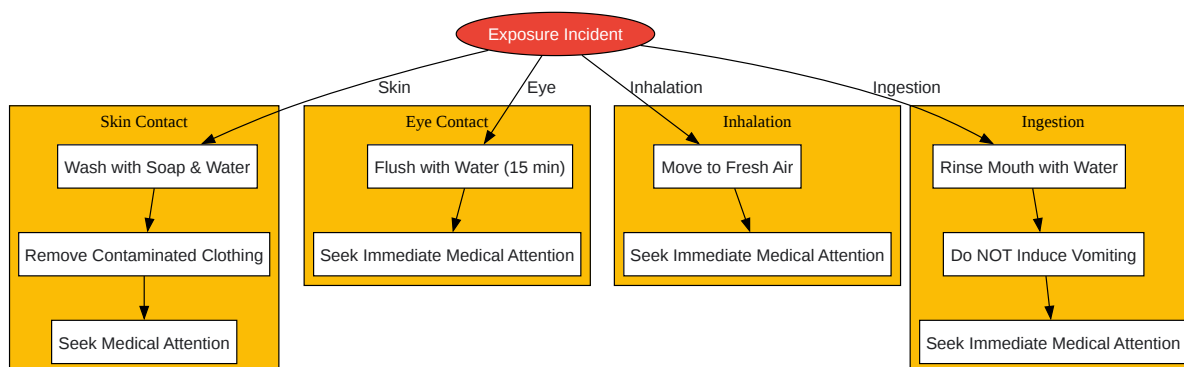 Exposure Incident
Skin
Eye
Inhalation
Ingestion
Skin Contact
Eye Contact
Inhalation
Ingestion
Wash with Soap & Water
Flush with Water (15 min)
Move to Fresh Air
Rinse Mouth with Water
Remove Contaminated Clothing
Seek Immediate Medical Attention
Seek Immediate Medical Attention
Do NOT Induce Vomiting
Seek Medical Attention
Seek Immediate Medical Attention